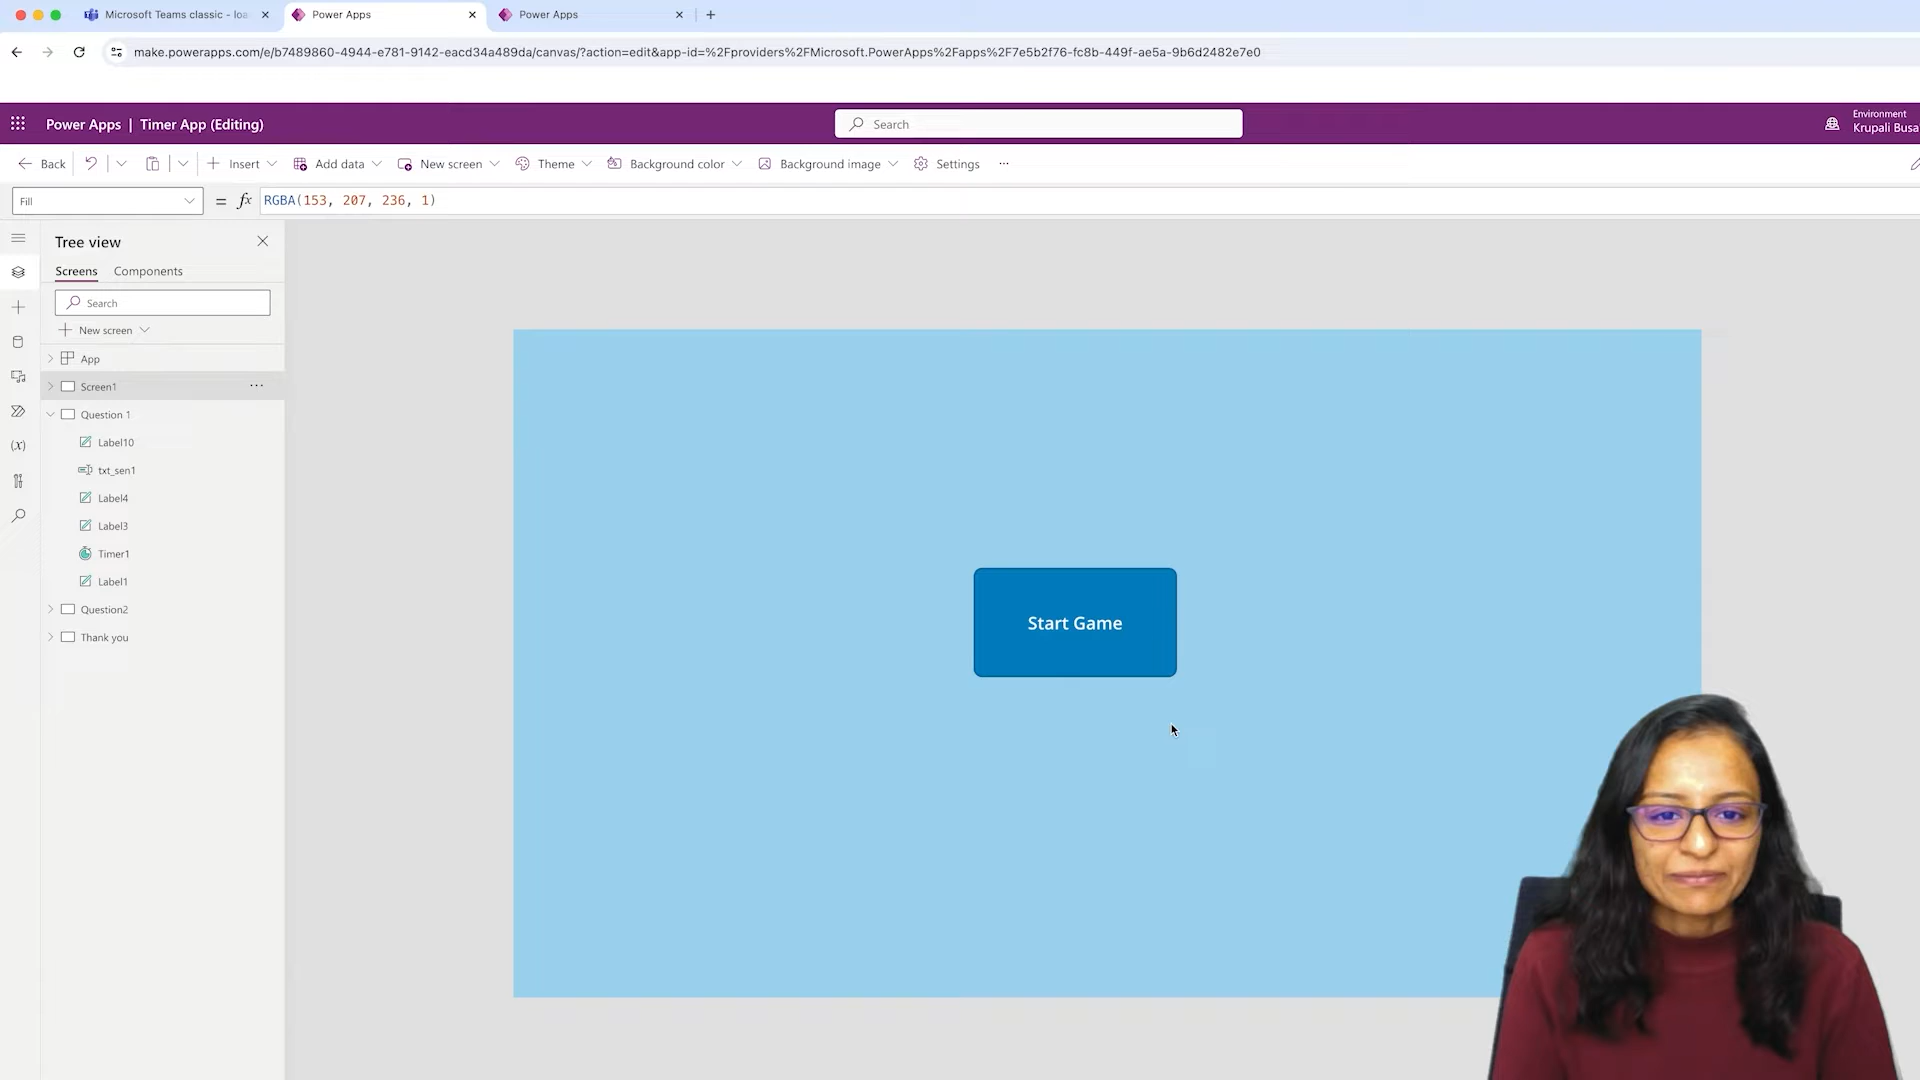 Microsoft Teams classic - loa
Power Apps
Power Apps
make.powerapps.com/e/b7489860-4944-e781-9142-eacd34a489da/canvas/?action=edit&app-id=%2Fproviders%2FMicrosoft.PowerApps%2Fapps%2F7e5b2f76-fc8b-449f-ae5a-9b6d2482e7e0
Power Apps | Timer App (Editing)
Search
Environment
Krupali Busa
Back
Insert
Add data
New screen
Theme
Background color
Background image
Settings
...
Fill
= fx RGBA(153, 207, 236, 1)
Tree view
Screens Components
Search
New screen
App
Screen1
Question 1
Label10
txt_sen1
Label4
Label3
Timer1
Label1
Question2
Thank you
(x)
Start Game